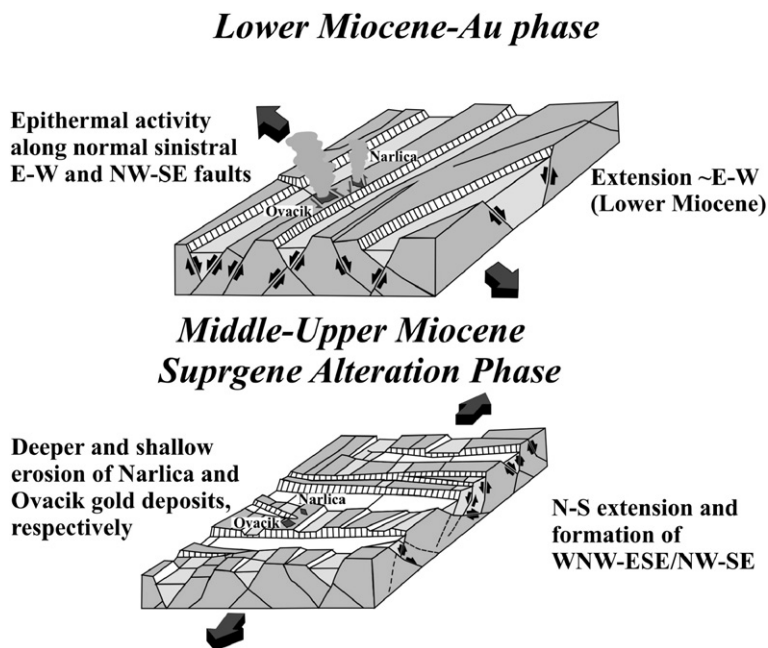 Lower Miocene-Au phase
Epithermal activity
along normal sinistral
E-W and NW-SE faults
Narlica
Ovacik
Extension ~E-W
(Lower Miocene)
Middle-Upper Miocene
Suprgene Alteration Phase
Deeper and shallow
erosion of Narlica and
Ovacik gold deposits,
respectively
Narlica
Ovacik
N-S extension and
formation of
WNW-ESE/NW-SE